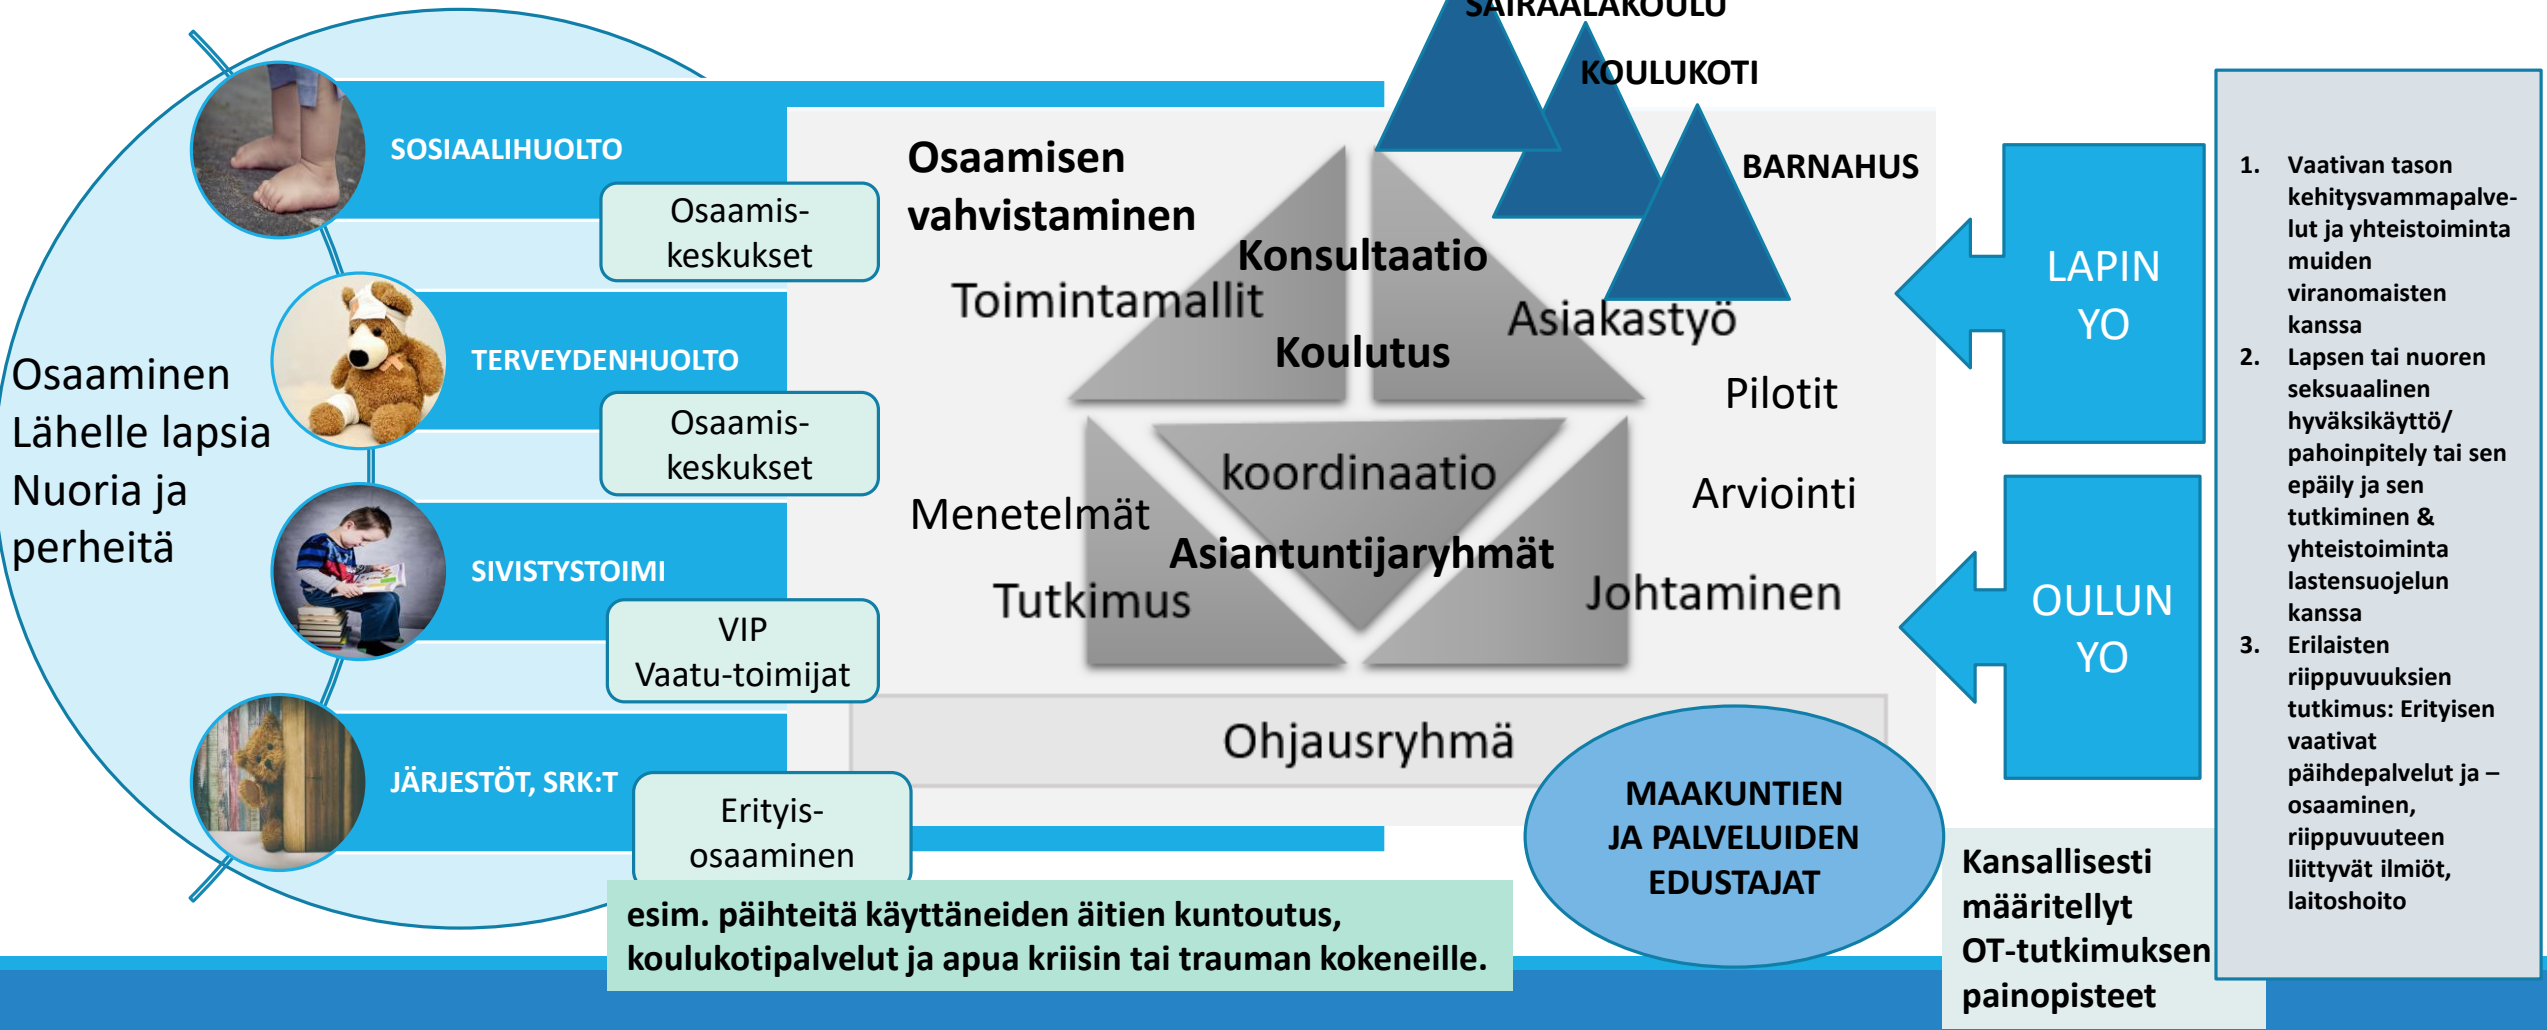 SAIRAALAKOULU
KOULUKOTI
BARNAHUS
Osaaminen
Lähelle lapsia
Nuoria ja
perheitä
SOSIAALIHUOLTO
Osaamis-
keskukset
TERVEYDENHUOLTO
Osaamis-
keskukset
SIVISTYSTOIMI
VIP
Vaatu-toimijat
JÄRJESTÖT, SRK:T
Erityis-
osaaminen
esim. päihteitä käyttäneiden äitien kuntoutus,
koulukotipalvelut ja apua kriisin tai trauman kokeneille.
Osaamisen
vahvistaminen
Konsultaatio
Toimintamallit
Asiakastyö
Koulutus
Pilotit
koordinaatio
Arviointi
Menetelmät
Asiantuntijaryhmät
Tutkimus
Johtaminen
Ohjausryhmä
MAAKUNTIEN
JA PALVELUIDEN
EDUSTAJAT
LAPIN
YO
OULUN
YO
1. Vaativan tason
kehitysvammapalve-
lut ja yhteistoiminta
muiden
viranomaisten
kanssa
2. Lapsen tai nuoren
seksuaalinen
hyväksikäyttö/
pahoinpitely tai sen
epäily ja sen
tutkiminen &
yhteistoiminta
lastensuojelun
kanssa
3. Erilaisten
riippuvuuksien
tutkimus: Erityisen
vaativat
päihdepalvelut ja –
osaaminen,
riippuvuuteen
liittyvät ilmiöt,
laitoshoito
Kansallisesti
määritellyt
OT-tutkimuksen
painopisteet